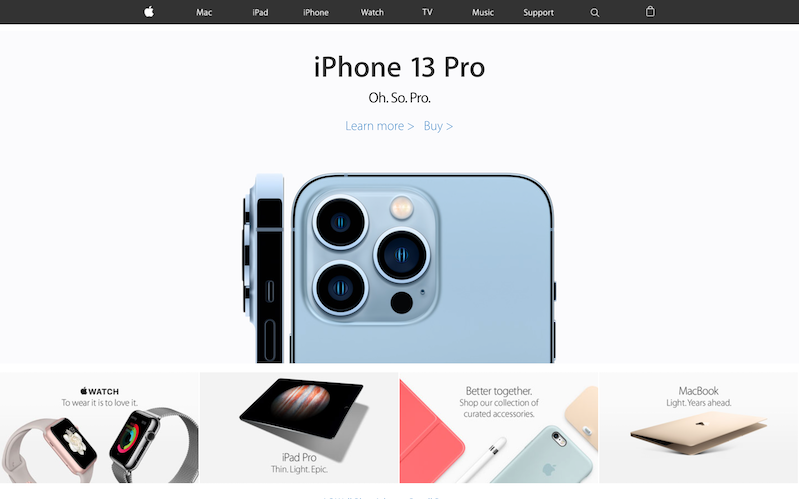 Mac iPad iPhone Watch TV Music Support
iPhone 13 Pro
Oh. So. Pro.
Learn more > Buy >
WATCH
To wear it is to love it.
iPad Pro
Thin. Light. Epic.
Better together.
Shop our collection of
curated accessories.
MacBook
Light. Years ahead.